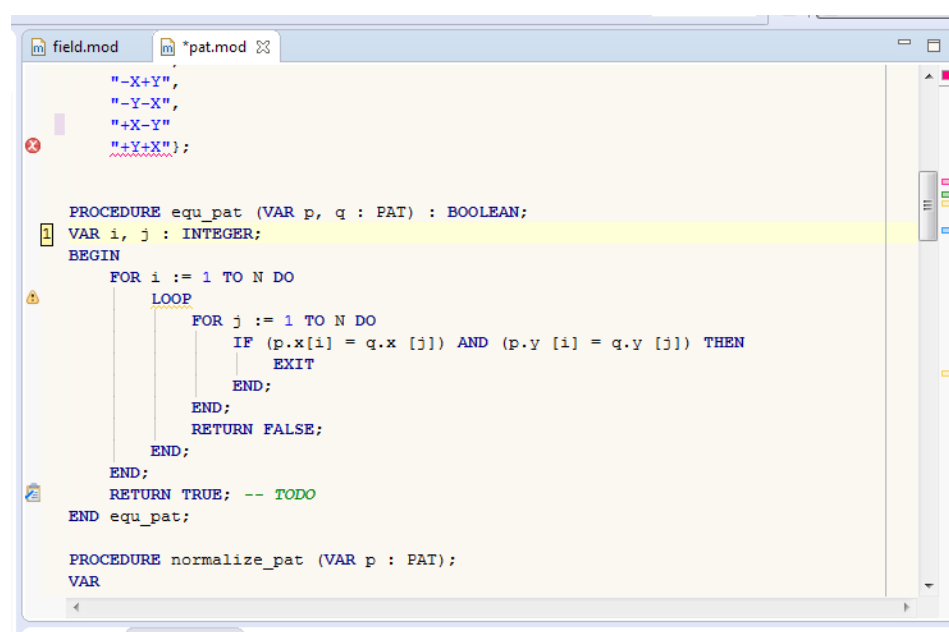 field.mod
*pat.mod
"-X+Y",
"-Y-X",
"+X-Y"
"+Y+X"};
PROCEDURE equ_pat (VAR p, q : PAT) : BOOLEAN;
1 VAR i, j : INTEGER;
BEGIN
FOR i := 1 TO N DO
LOOP
FOR j := 1 TO N DO
IF (p.x[i] = q.x [j]) AND (p.y [i] = q.y [j]) THEN
EXIT
END;
END;
RETURN FALSE;
END;
END;
RETURN TRUE; -- TODO
END equ_pat;
PROCEDURE normalize_pat (VAR p : PAT);
VAR